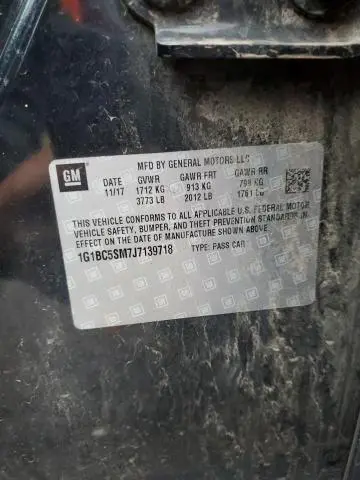 MFD BY GENERAL MOTORS LLC
GM
DATE GVWR GAWR FRT GAWR RR
11/17 1712 KG 913 KG 799 KG
3773 LB 2012 LB 1761 LB
THIS VEHICLE CONFORMS TO ALL APPLICABLE U.S. FEDERAL MOTOR
VEHICLE SAFETY, BUMPER, AND THEFT PREVENTION STANDARDS IN
EFFECT ON THE DATE OF MANUFACTURE SHOWN ABOVE.
1G1BC5SM7J7139718 TYPE: PASS CAR